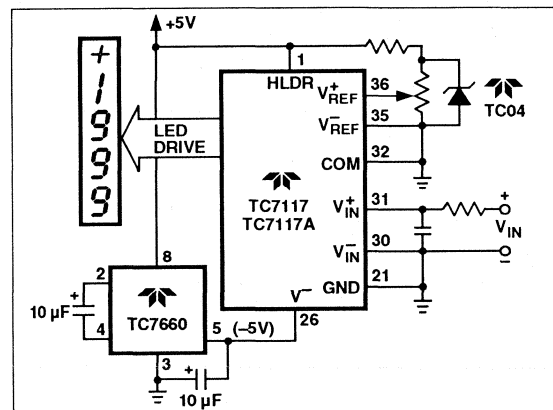 +5V
1
HLDR
+1999
LED
DRIVE
V+REF
36
V−REF
35
TC04
COM
32
TC7117
TC7117A
V+IN
31
+
VIN
−
V−IN
30
GND
21
V−
26
8
2
+
10 µF
4
TC7660
5
(−5V)
3
+
10 µF